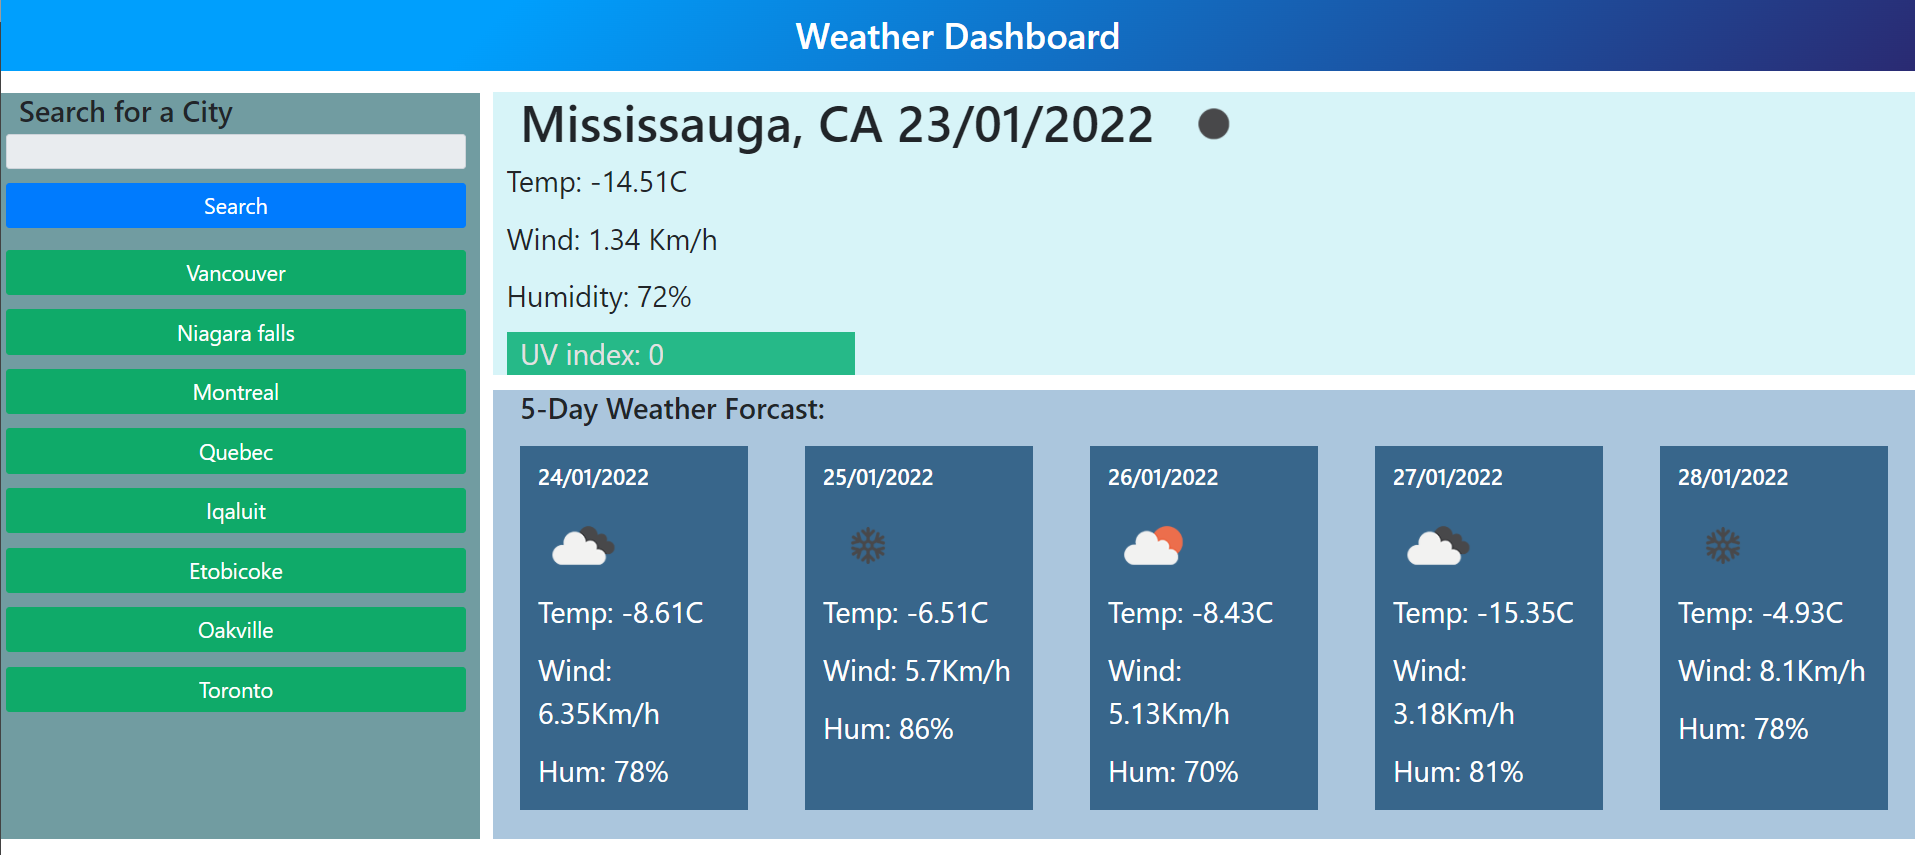 Weather Dashboard
Search for a City
Search
Vancouver
Niagara falls
Montreal
Quebec
Iqaluit
Etobicoke
Oakville
Toronto
Mississauga, CA 23/01/2022
Temp: -14.51C
Wind: 1.34 Km/h
Humidity: 72%
UV index: 0
5-Day Weather Forcast:
24/01/2022
Temp: -8.61C
Wind:
6.35Km/h
Hum: 78%
25/01/2022
Temp: -6.51C
Wind: 5.7Km/h
Hum: 86%
26/01/2022
Temp: -8.43C
Wind:
5.13Km/h
Hum: 70%
27/01/2022
Temp: -15.35C
Wind:
3.18Km/h
Hum: 81%
28/01/2022
Temp: -4.93C
Wind: 8.1Km/h
Hum: 78%